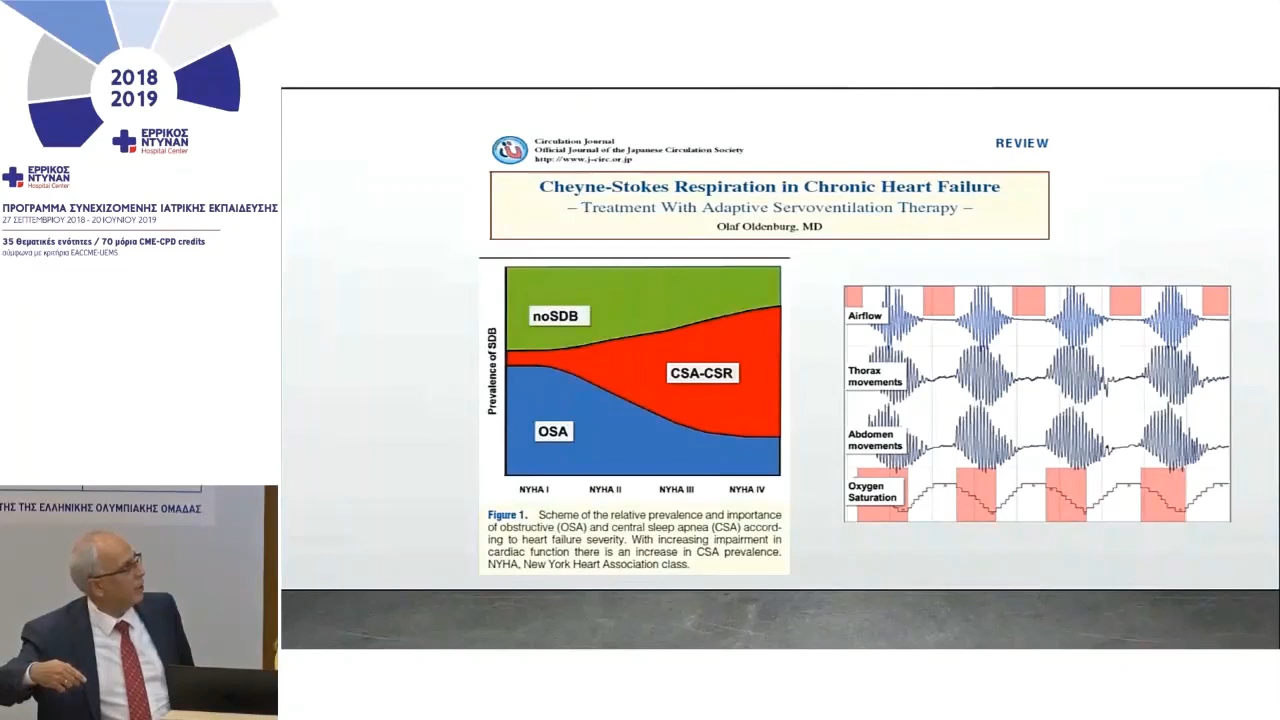 2018
2019
ΕΡΡΙΚΟΣ
ΝΤΥΝΑΝ
Hospital Center
ΕΡΡΙΚΟΣ
ΝΤΥΝΑΝ
Hospital Center
ΠΡΟΓΡΑΜΜΑ ΣΥΝΕΧΙΖΟΜΕΝΗΣ ΙΑΤΡΙΚΗΣ ΕΚΠΑΙΔΕΥΣΗΣ
27 ΣΕΠΤΕΜΒΡΙΟΥ 2018 - 20 ΙΟΥΝΙΟΥ 2019
35 Θεματικές ενότητες / 70 μόρια CME-CPD credits
σύμφωνα με κριτήρια EACCME-UEMS
ΤΗΣ ΤΗΣ ΕΛΛΗΝΙΚΗΣ ΟΛΥΜΠΙΑΚΗΣ ΟΜΑΔΑΣ
Circulation Journal
Official Journal of the Japanese Circulation Society
http://www.j-circ.or.jp
REVIEW
Cheyne-Stokes Respiration in Chronic Heart Failure
– Treatment With Adaptive Servoventilation Therapy –
Olaf Oldenburg, MD
Prevalence of SDB
noSDB
CSA-CSR
OSA
NYHA I NYHA II NYHA III NYHA IV
Figure 1. Scheme of the relative prevalence and importance
of obstructive (OSA) and central sleep apnea (CSA) accord-
ing to heart failure severity. With increasing impairment in
cardiac function there is an increase in CSA prevalence.
NYHA, New York Heart Association class.
Airflow
Thorax
movements
Abdomen
movements
Oxygen
Saturation